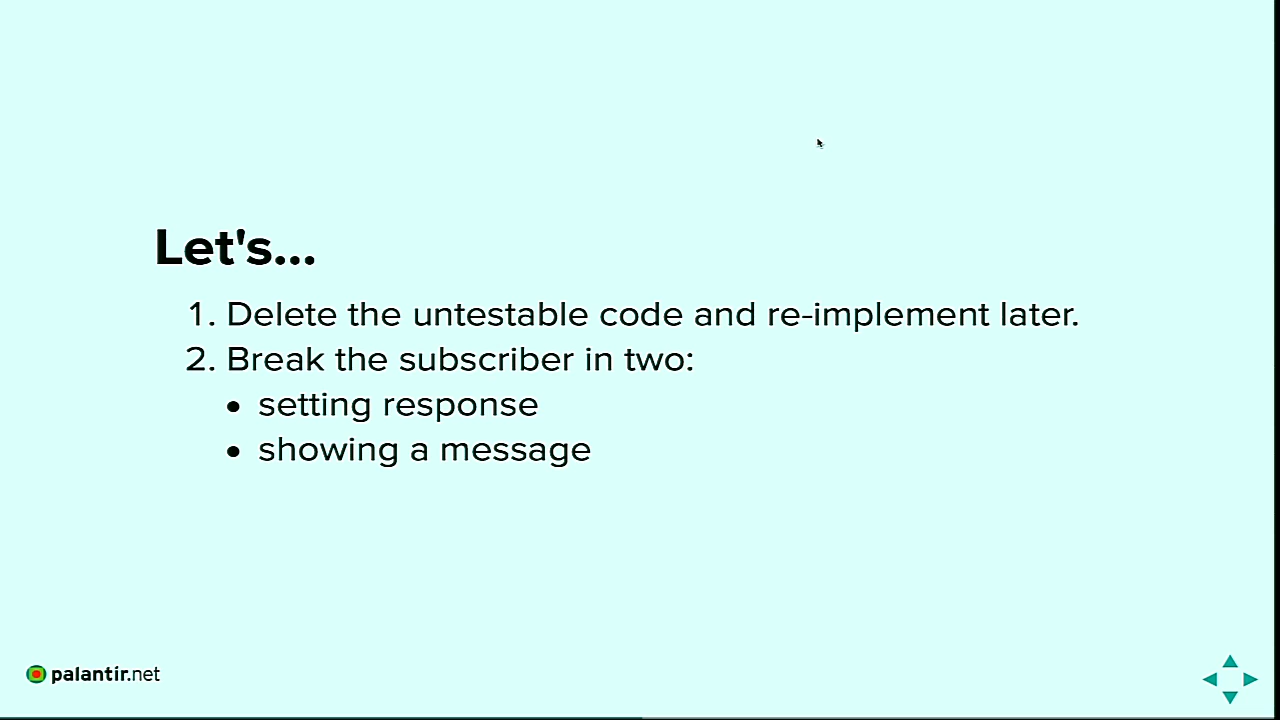 Let's...
1. Delete the untestable code and re-implement later.
2. Break the subscriber in two:
• setting response
• showing a message
palantir.net